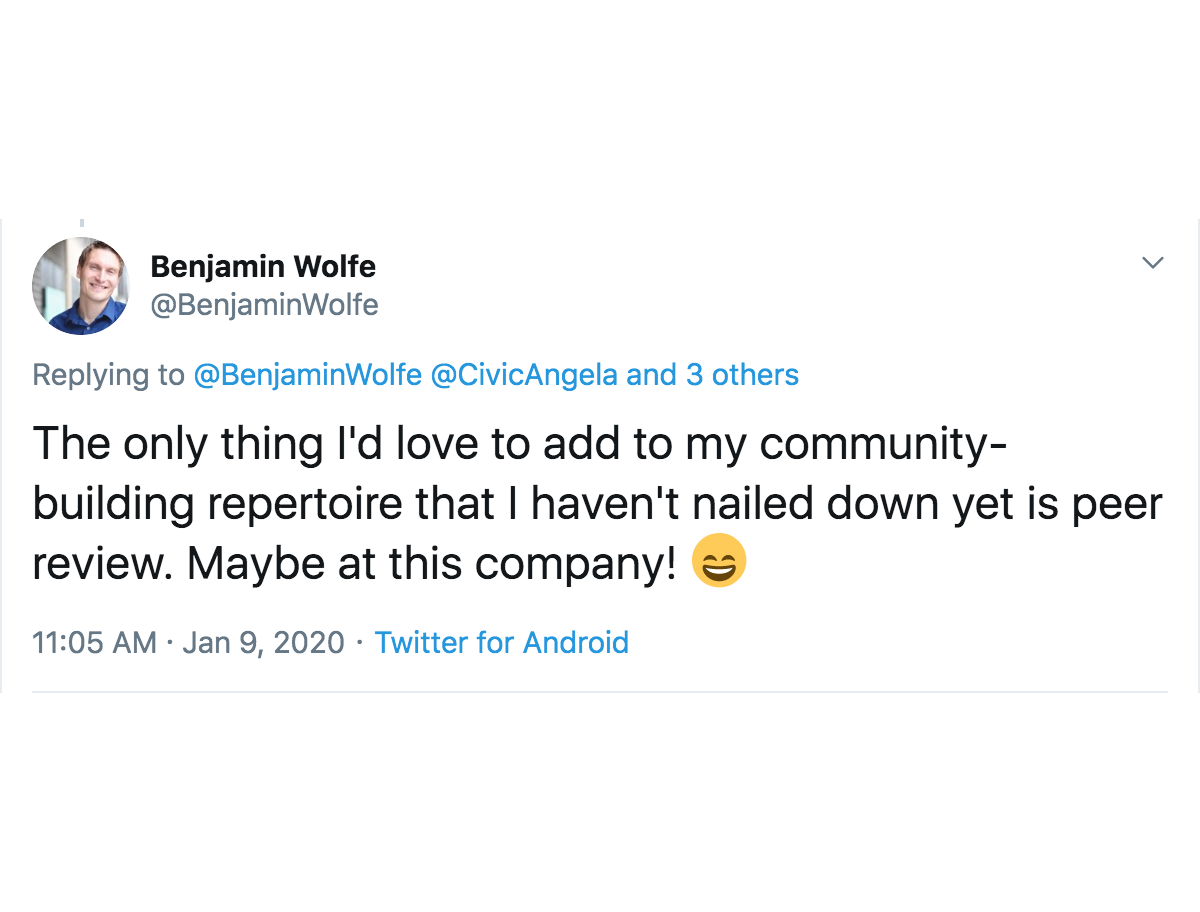 Benjamin Wolfe
@BenjaminWolfe
Replying to @BenjaminWolfe @CivicAngela and 3 others
The only thing I'd love to add to my community-
building repertoire that I haven't nailed down yet is peer
review. Maybe at this company! 😄
11:05 AM · Jan 9, 2020 · Twitter for Android